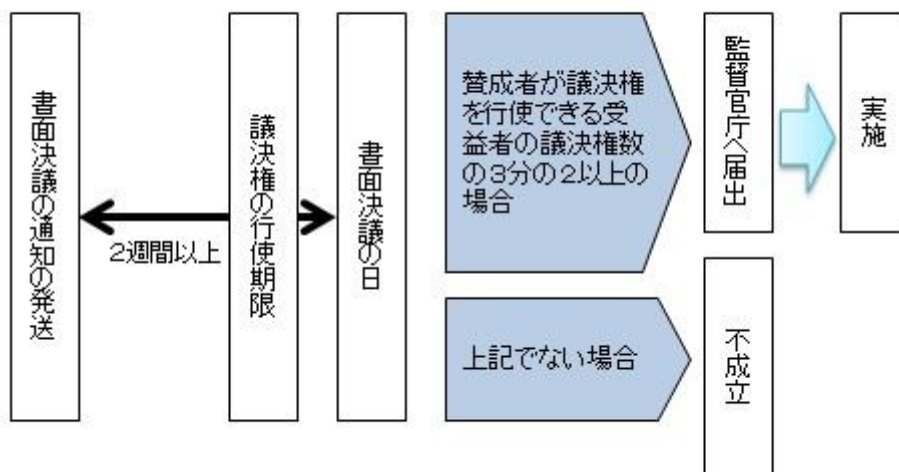 書面決議の通知の発送
2週間以上
議決権の行使期限
書面決議の日
賛成者が議決権
を行使できる受
益者の議決権数
の3分の2以上の
場合
監督官庁へ届出
実施
上記でない場合
不成立